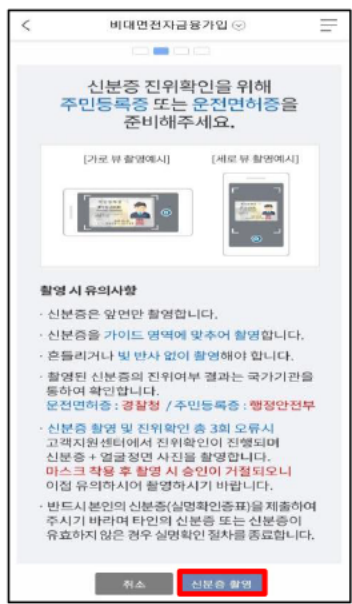 비대면전자금융가입
신분증 진위확인을 위해
주민등록증 또는 운전면허증을
준비해주세요.
[가로 뷰 촬영예시] [세로 뷰 촬영예시]
촬영 시 유의사항
· 신분증은 앞면만 촬영합니다.
· 신분증을 가이드 영역에 맞추어 촬영합니다.
· 흔들리거나 빛 반사 없이 촬영해야 합니다.
· 촬영된 신분증의 진위여부 결과는 국가기관을
통하여 확인합니다.
운전면허증 : 경찰청 / 주민등록증 : 행정안전부
· 신분증 촬영 및 진위확인 총 3회 오류시
고객지원센터에서 진위확인이 진행되며
신분증 + 얼굴정면 사진을 촬영합니다.
마스크 착용 후 촬영 시 승인이 거절되오니
이점 유의하시어 촬영하시기 바랍니다.
· 반드시 본인의 신분증(실명확인증표)을 제출하여
주시기 바라며 타인의 신분증 또는 신분증이
유효하지 않은 경우 실명확인 절차를 종료합니다.
취소 신분증 촬영